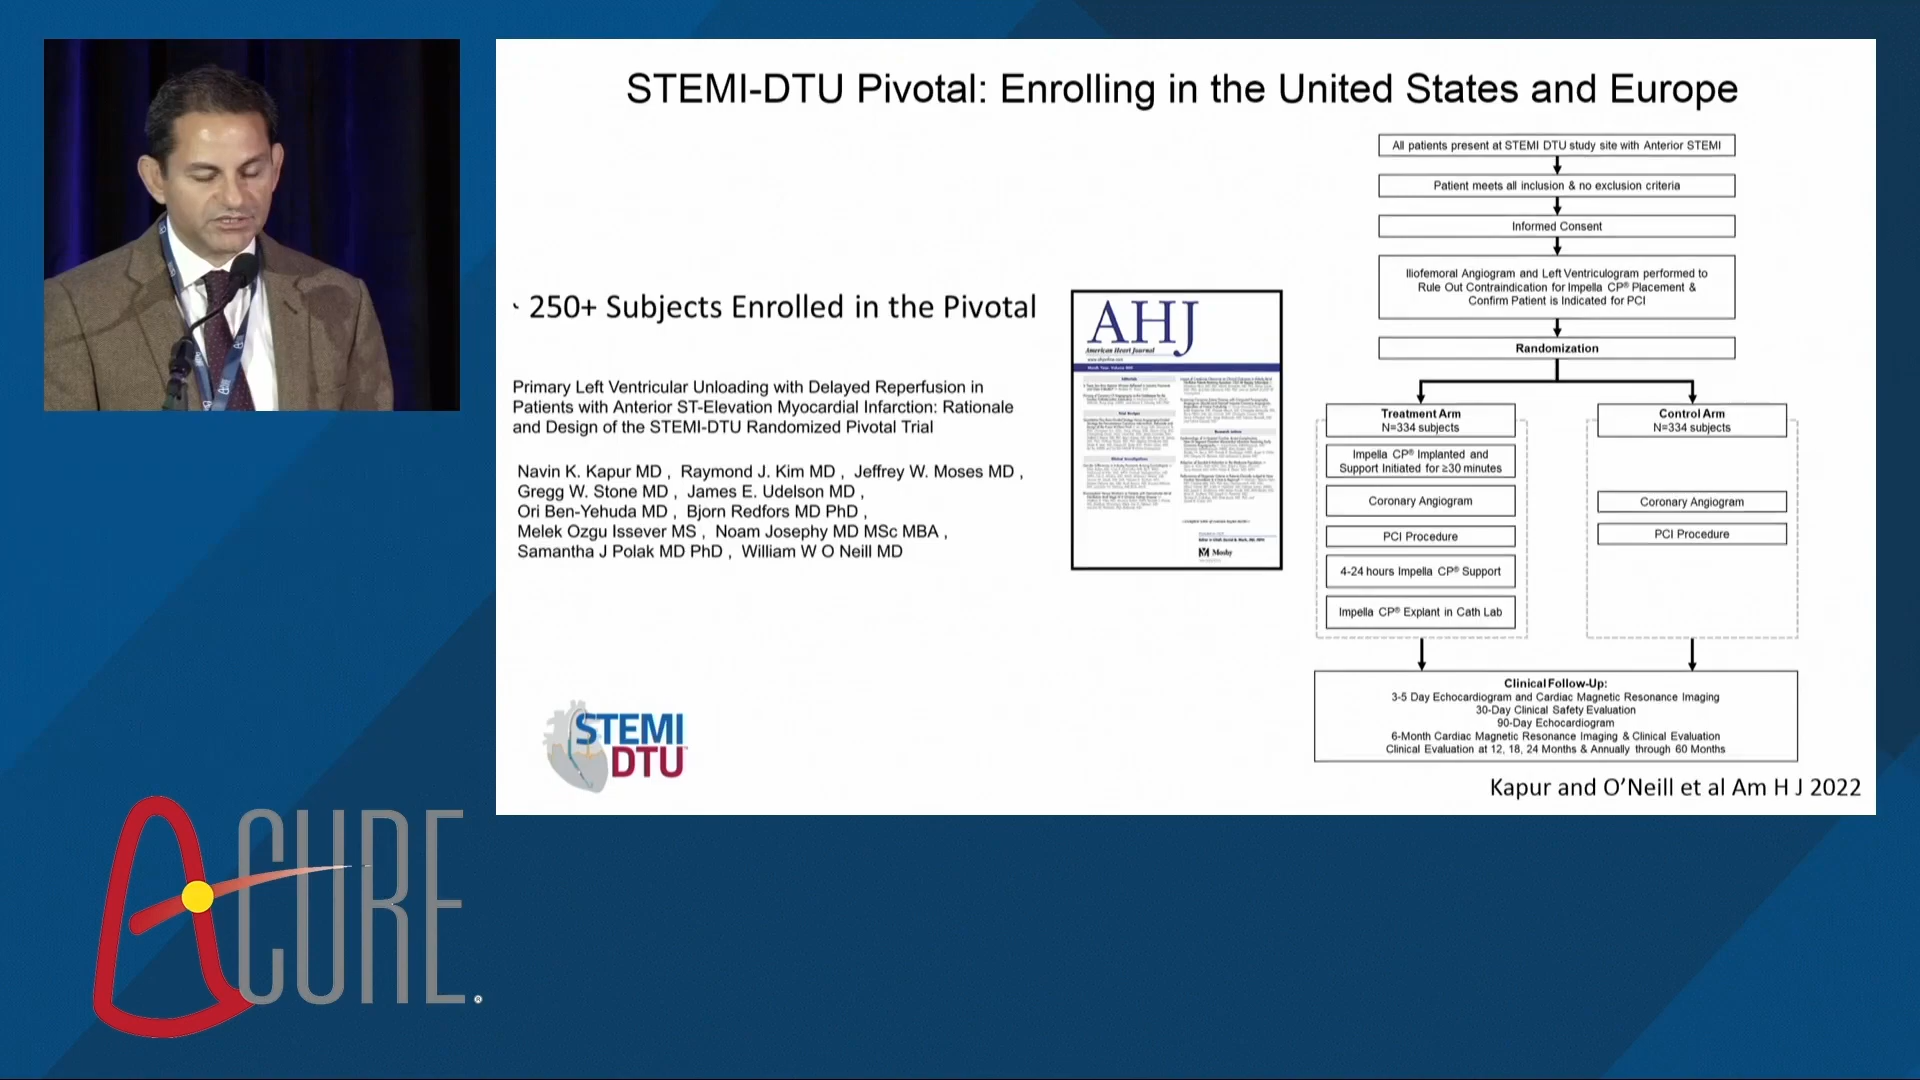 STEMI-DTU Pivotal: Enrolling in the United States and Europe
250+ Subjects Enrolled in the Pivotal
Primary Left Ventricular Unloading with Delayed Reperfusion in
Patients with Anterior ST-Elevation Myocardial Infarction: Rationale
and Design of the STEMI-DTU Randomized Pivotal Trial
Navin K. Kapur MD , Raymond J. Kim MD , Jeffrey W. Moses MD ,
Gregg W. Stone MD , James E. Udelson MD ,
Ori Ben-Yehuda MD , Bjorn Redfors MD PhD ,
Melek Ozgu Issever MS , Noam Josephy MD MSc MBA ,
Samantha J Polak MD PhD , William W O Neill MD
AHJ
American Heart Journal
Mosby
All patients present at STEMI DTU study site with Anterior STEMI
Patient meets all inclusion & no exclusion criteria
Informed Consent
Iliofemoral Angiogram and Left Ventriculogram performed to
Rule Out Contraindication for Impella CP® Placement &
Confirm Patient is Indicated for PCI
Randomization
Treatment Arm
N=334 subjects
Impella CP® Implanted and
Support Initiated for ≥30 minutes
Coronary Angiogram
PCI Procedure
4-24 hours Impella CP® Support
Impella CP® Explant in Cath Lab
Control Arm
N=334 subjects
Coronary Angiogram
PCI Procedure
Clinical Follow-Up:
3-5 Day Echocardiogram and Cardiac Magnetic Resonance Imaging
30-Day Clinical Safety Evaluation
90-Day Echocardiogram
6-Month Cardiac Magnetic Resonance Imaging & Clinical Evaluation
Clinical Evaluation at 12, 18, 24 Months & Annually through 60 Months
STEMI
DTU
Kapur and O'Neill et al Am H J 2022
A-CURE®